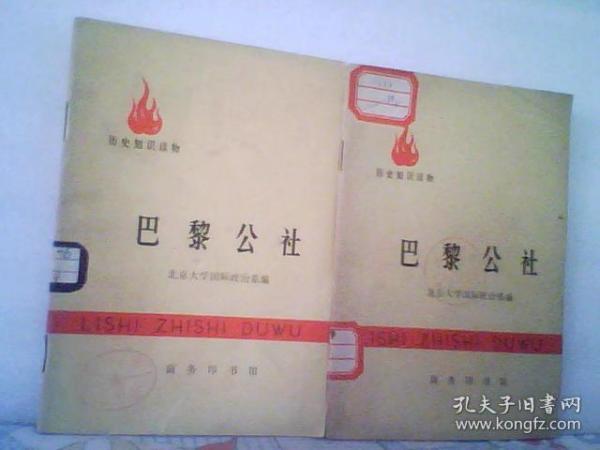 历史知识读物
巴黎公社
北京大学国际政治系编
LISHI ZHISHI DUWU
商务印书馆
历史知识读物
巴黎公社
北京大学国际政治系编
LISHI ZHISHI DUWU
商务印书馆
孔夫子旧书网
www.kongfz.com